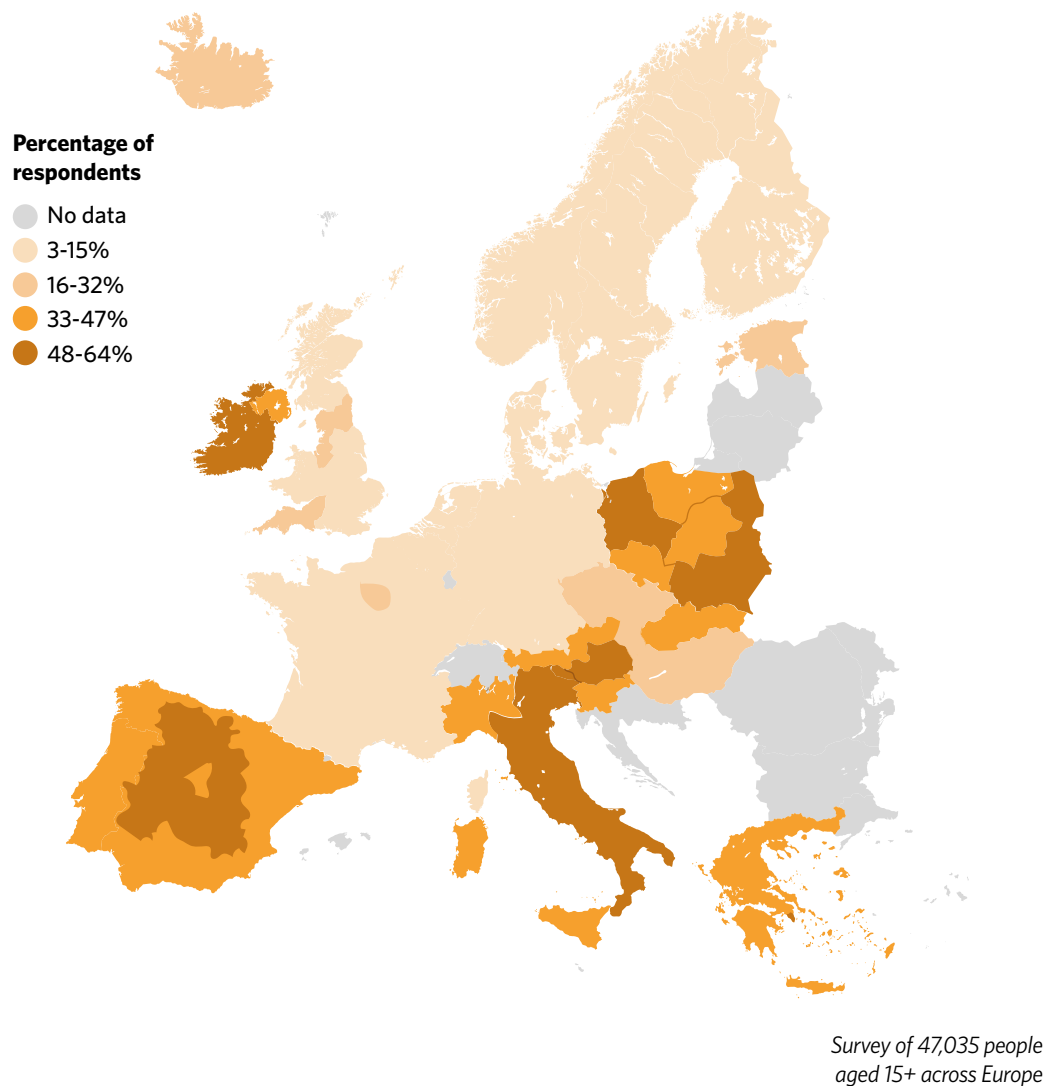 Percentage of
respondents
No data
3-15%
16-32%
33-47%
48-64%
Survey of 47,035 people
aged 15+ across Europe